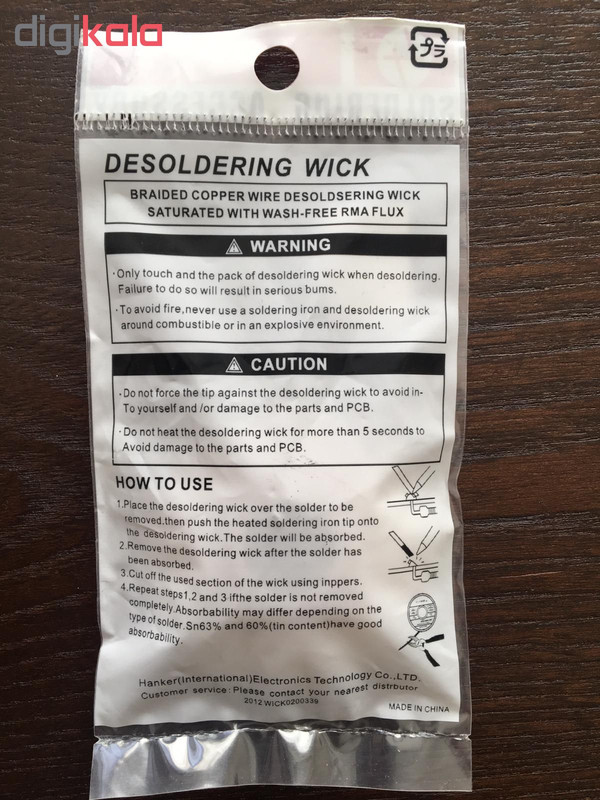 digikala
プラ
DESOLDERING WICK
BRAIDED COPPER WIRE DESOLDSERING WICK
SATURATED WITH WASH-FREE RMA FLUX
WARNING
·Only touch and the pack of desoldering wick when desoldering.
Failure to do so will result in serious bums.
·To avoid fire,never use a soldering iron and desoldering wick
around combustible or in an explosive environment.
CAUTION
·Do not force the tip against the desoldering wick to avoid in-
To yourself and /or damage to the parts and PCB.
·Do not heat the desoldering wick for more than 5 seconds to
Avoid damage to the parts and PCB.
HOW TO USE
1.Place the desoldering wick over the solder to be
removed,then push the heated soldering iron tip onto
the desoldering wick.The solder will be absorbed.
2.Remove the desoldering wick after the solder has
been absorbed.
3.Cut off the used section of the wick using inppers.
4.Repeat steps1,2 and 3 ifthe solder is not removed
completely.Absorbability may differ depending on the
type of solder.Sn63% and 60%(tin content)have good
absorbability.
Hanker(International)Electronics Technology Co.,LTD.
Customer service:Please contact your nearest distrbutor
2012 WICK0200339
MADE IN CHINA